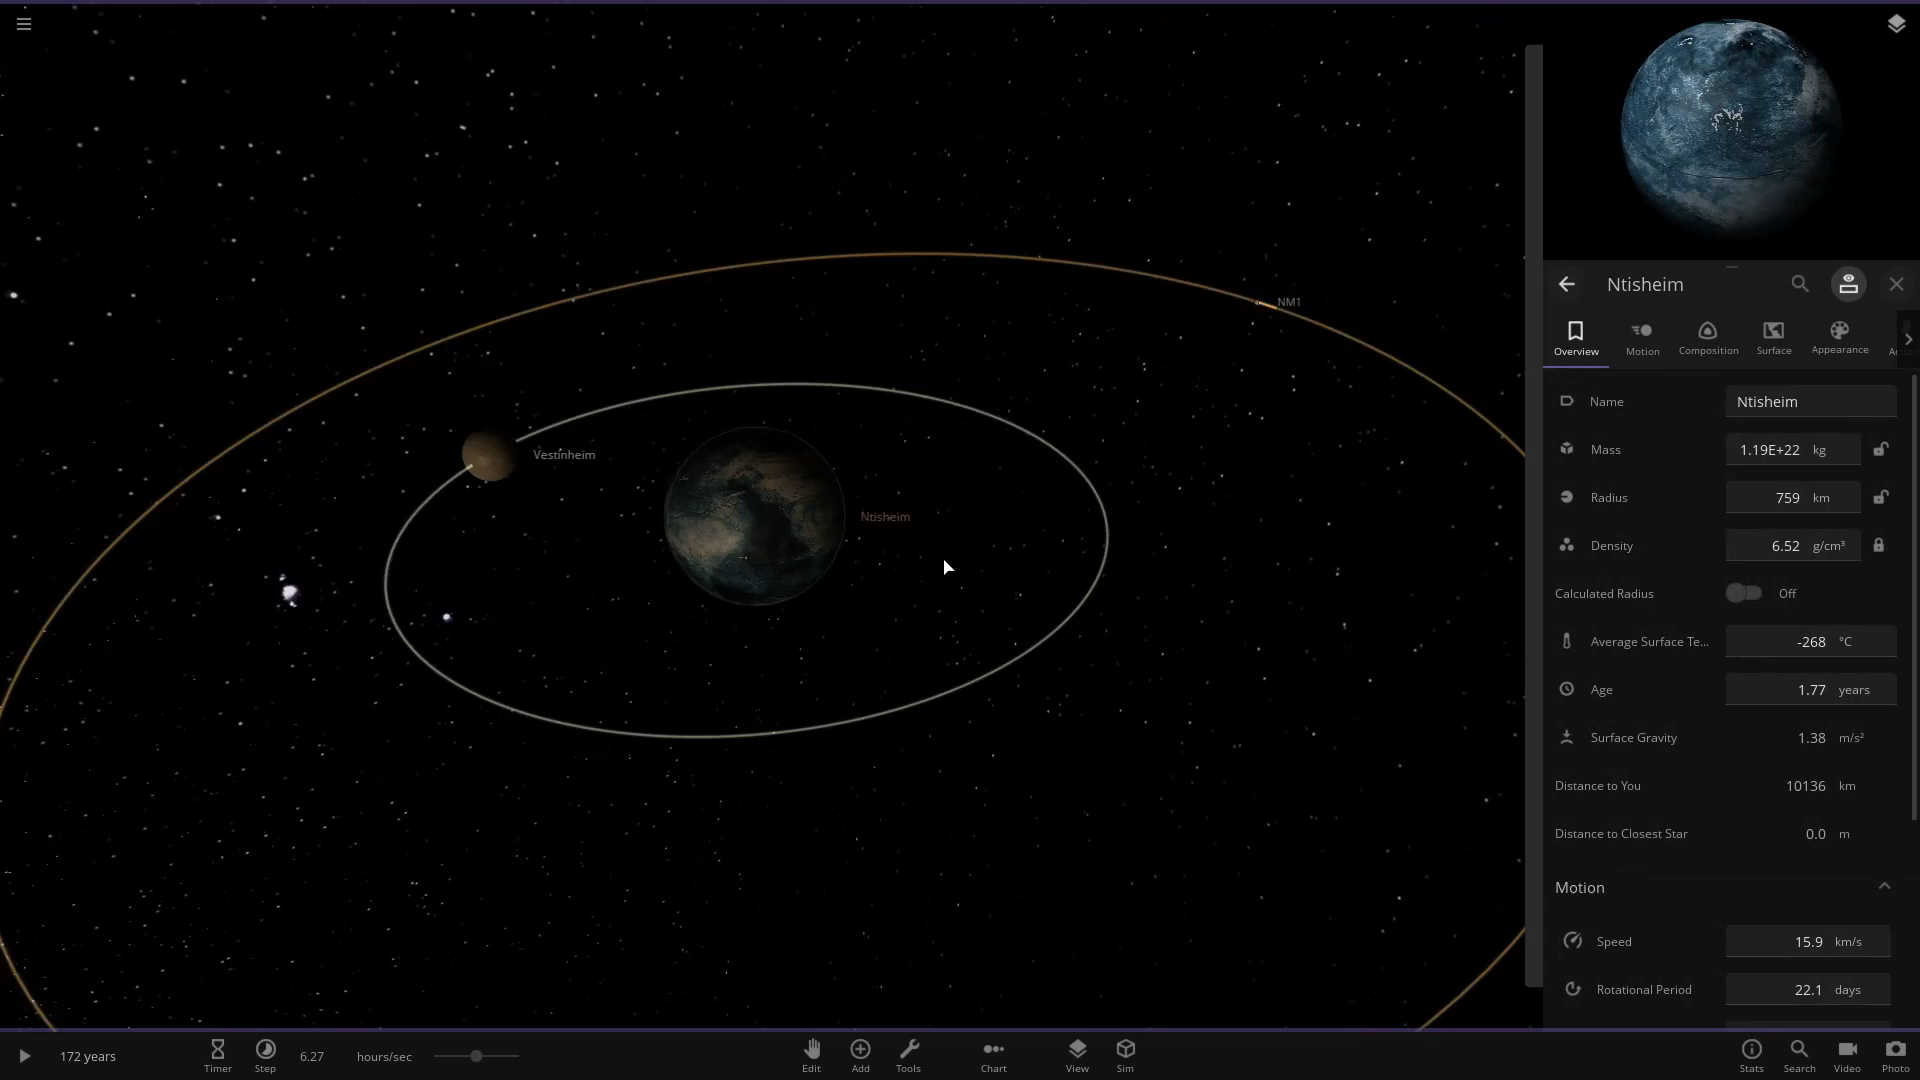 NM1
Vestinheim
Ntisheim
Ntisheim
Overview
Motion
Composition
Surface
Appearance
Name
Ntisheim
Mass
1.19E+22 kg
Radius
759 km
Density
6.52 g/cm³
Calculated Radius
Off
Average Surface Te...
-268 °C
Age
1.77 years
Surface Gravity
1.38 m/s²
Distance to You
10136 km
Distance to Closest Star
0.0 m
Motion
Speed
15.9 km/s
Rotational Period
22.1 days
172 years
Timer
Step
6.27 hours/sec
Edit
Add
Tools
Chart
View
Sim
Stats
Search
Video
Photo